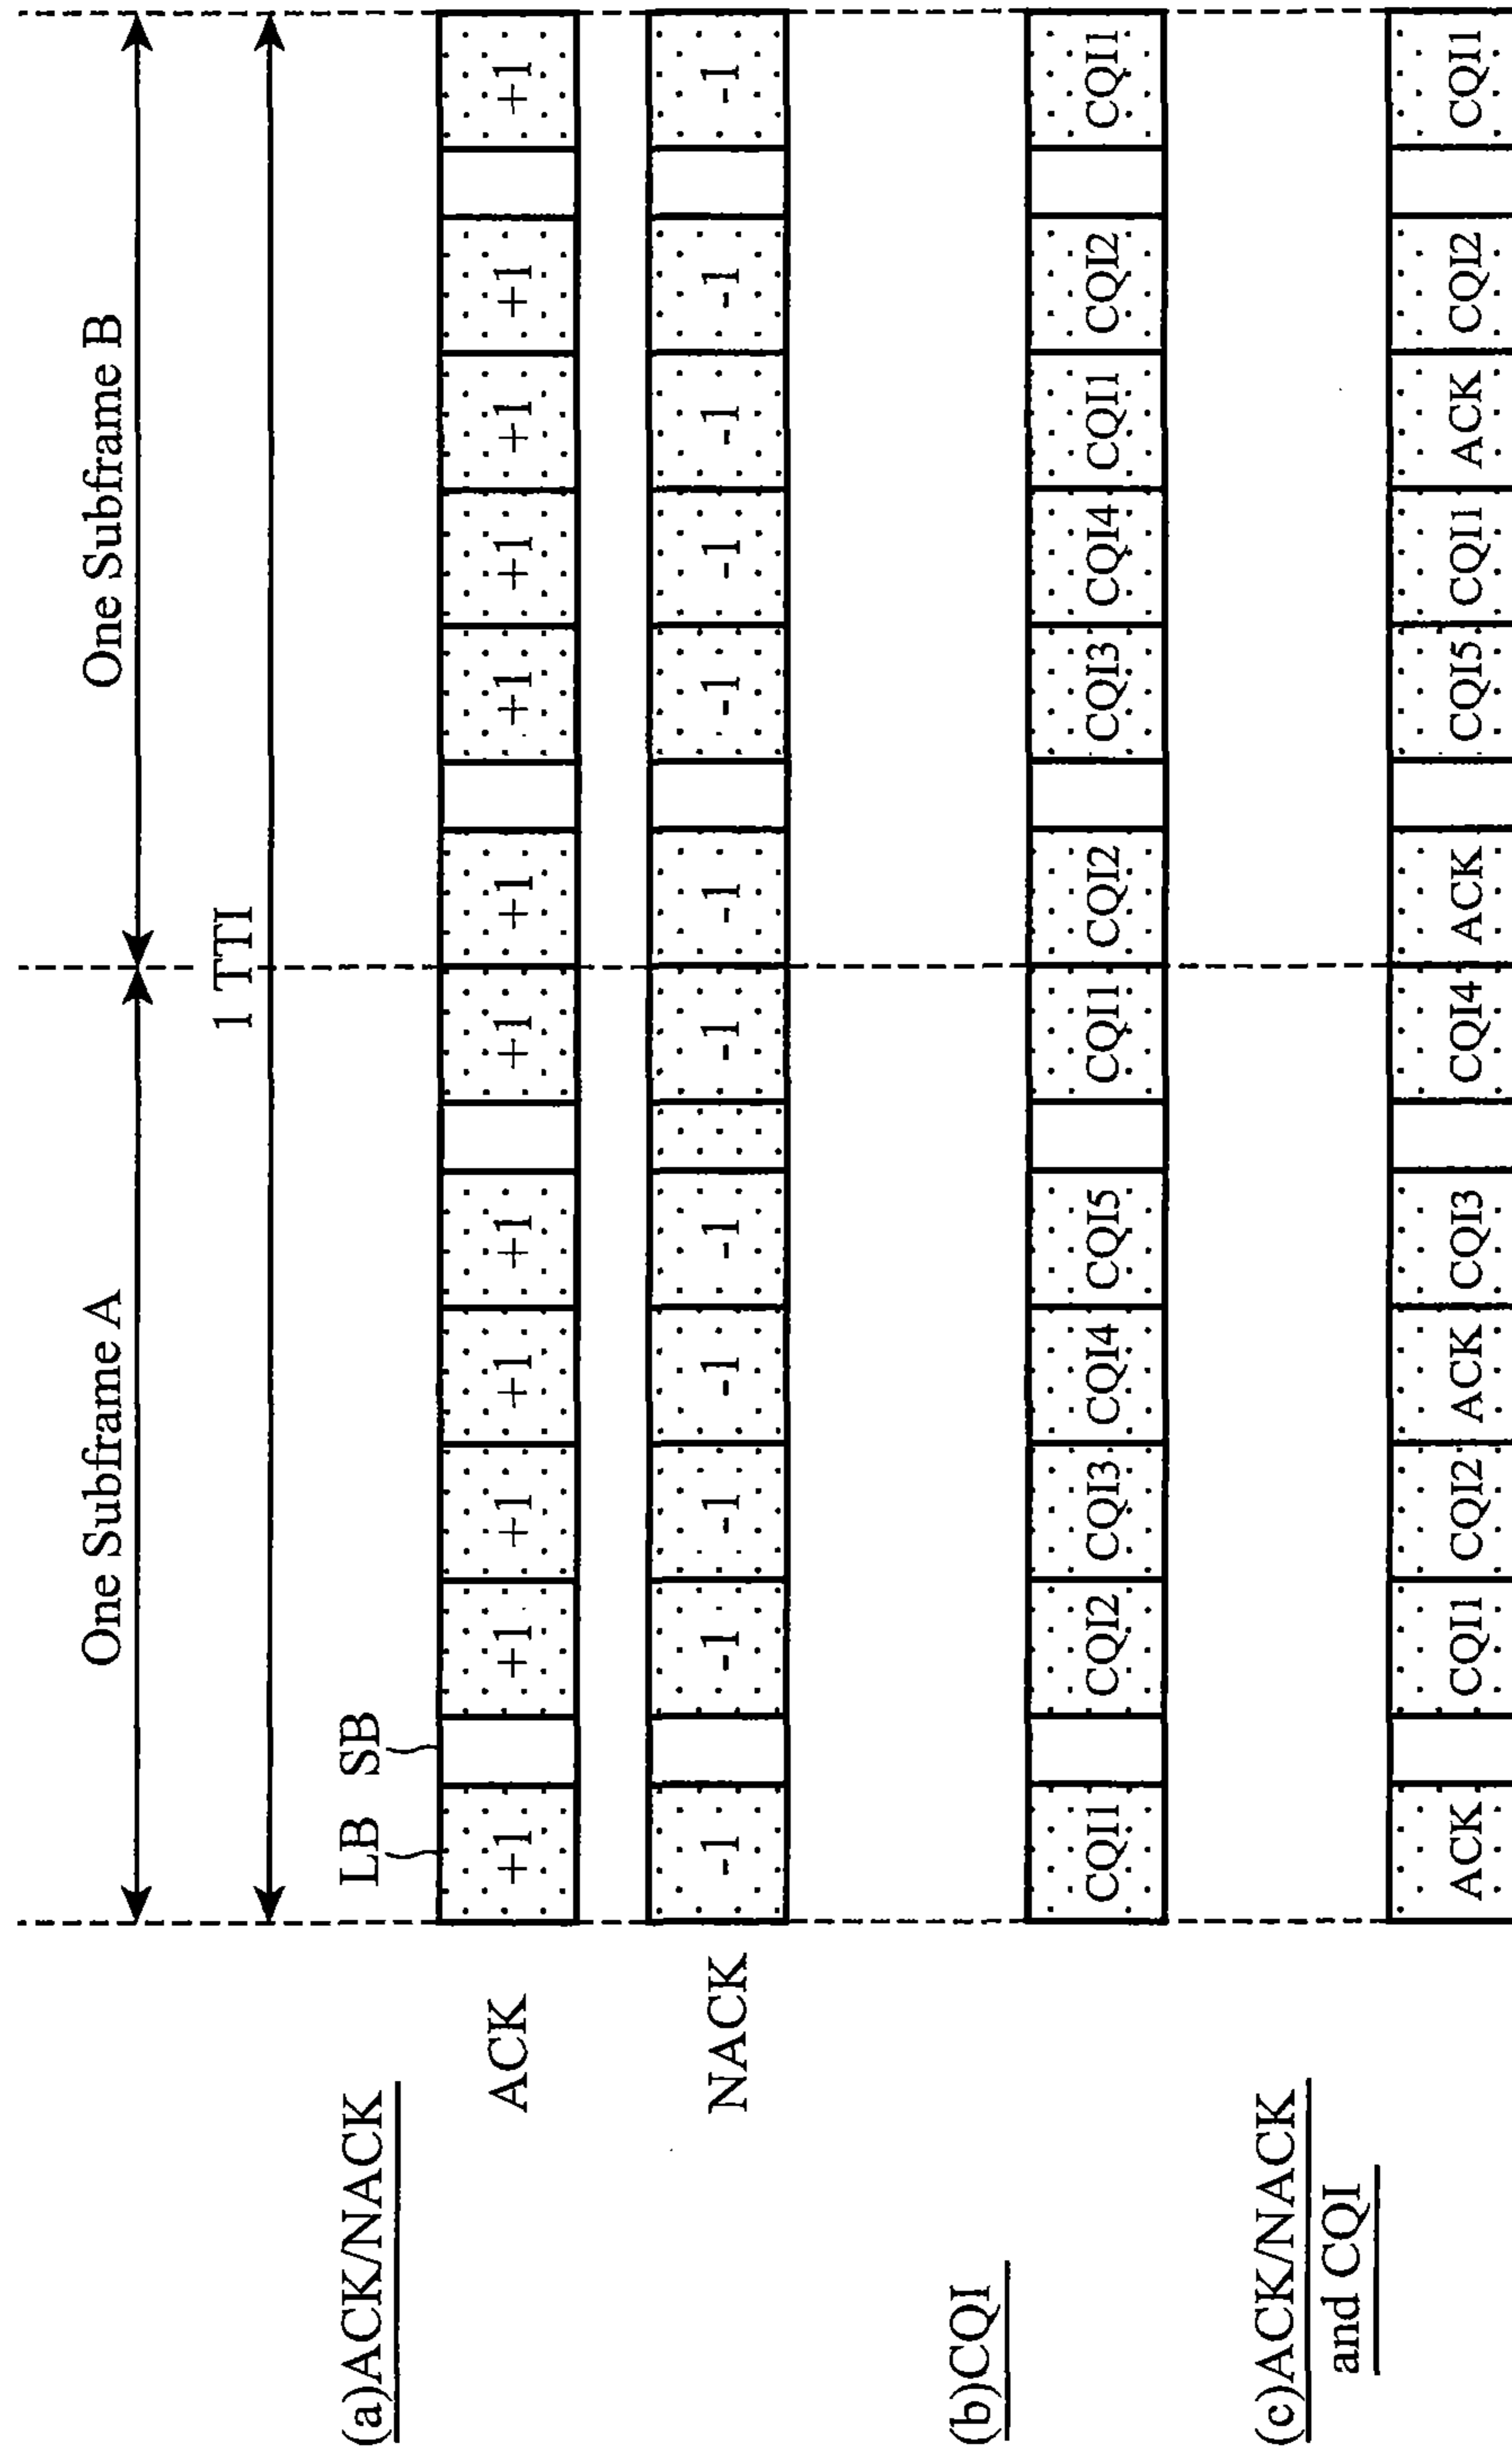 One Subframe A One Subframe B
1 TTI
(a)ACK/NACK LB SB
ACK +1 +1 +1 +1 +1 +1 +1 +1 +1 +1 +1 +1
NACK -1 -1 -1 -1 -1 -1 -1 -1 -1 -1 -1 -1
(b)CQI
CQI1 CQI2 CQI3 CQI4 CQI5 CQI1 CQI2 CQI3 CQI4 CQI1 CQI2 CQI1
(c)ACK/NACK
and CQI
ACK CQI1 CQI2 ACK CQI3 CQI4 ACK CQI5 CQI1 ACK CQI2 CQI1